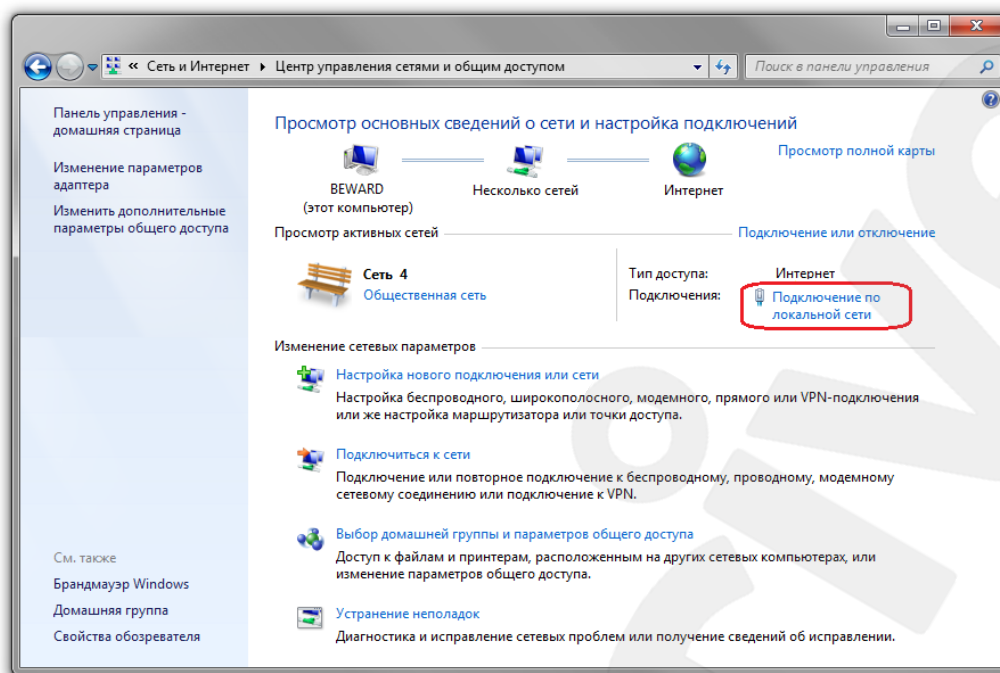 « Сеть и Интернет ▸ Центр управления сетями и общим доступом
Поиск в панели управления
Панель управления -
домашняя страница
Изменение параметров
адаптера
Изменить дополнительные
параметры общего доступа
См. также
Брандмауэр Windows
Домашняя группа
Свойства обозревателя
Просмотр основных сведений о сети и настройка подключений
Просмотр полной карты
BEWARD
(этот компьютер)
Несколько сетей
Интернет
Просмотр активных сетей
Подключение или отключение
Сеть 4
Общественная сеть
Тип доступа: Интернет
Подключения: Подключение по
локальной сети
Изменение сетевых параметров
Настройка нового подключения или сети
Настройка беспроводного, широкополосного, модемного, прямого или VPN-подключения
или же настройка маршрутизатора или точки доступа.
Подключиться к сети
Подключение или повторное подключение к беспроводному, проводному, модемному
сетевому соединению или подключение к VPN.
Выбор домашней группы и параметров общего доступа
Доступ к файлам и принтерам, расположенным на других сетевых компьютерах, или
изменение параметров общего доступа.
Устранение неполадок
Диагностика и исправление сетевых проблем или получение сведений об исправлении.